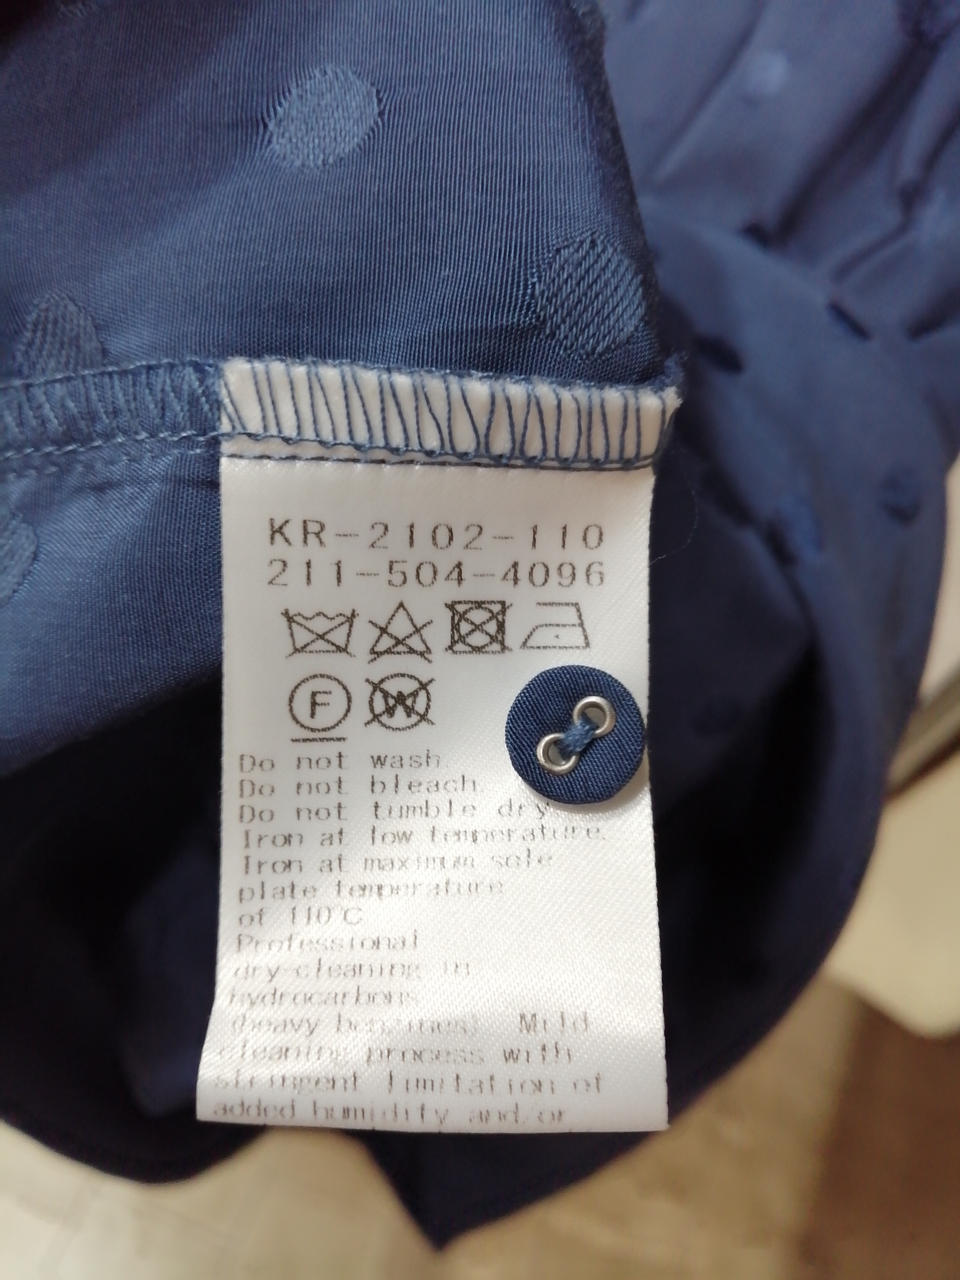 KR-2102-110
211-504-4096
F
W
Do not wash
Do not bleach
Do not tumble dry
Iron at low temperature.
Iron at maximum sole
plate temperature
of 110°C
Professional
dry-cleaning in
hydrocarbons
(heavy benzines) Mild
cleaning process with
stringent limitation of
added humidity and/or